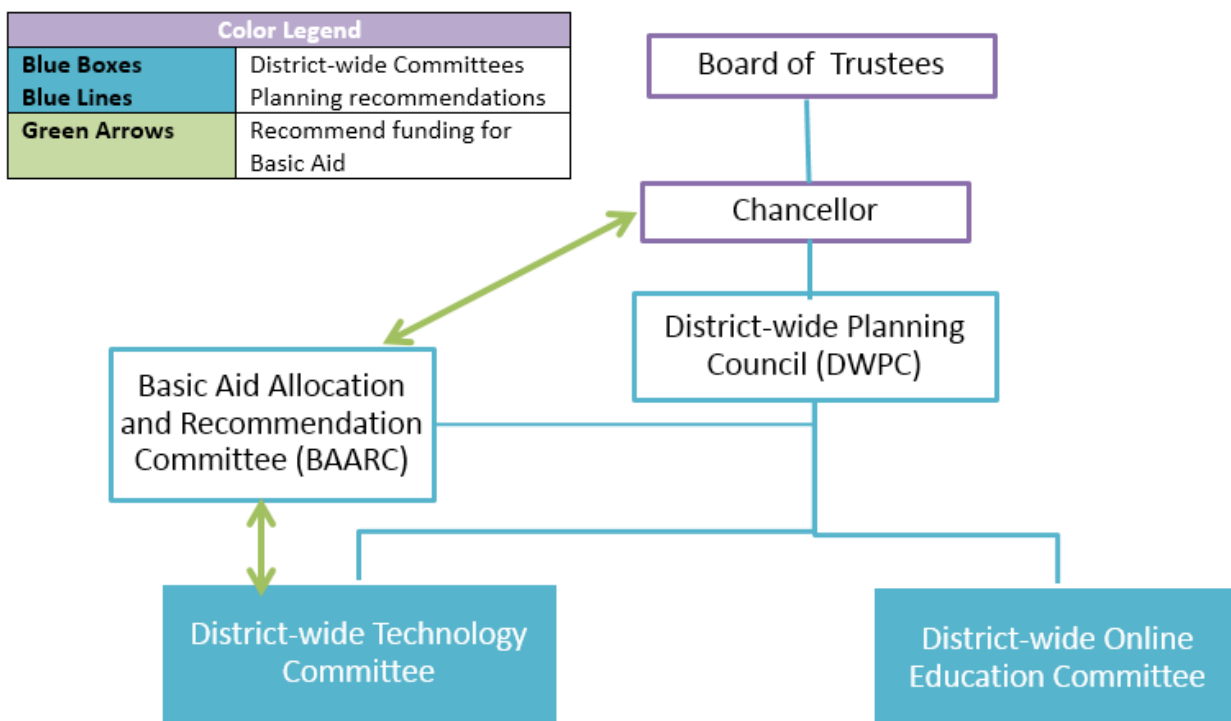 Color Legend
Blue Boxes
District-wide Committees
Blue Lines
Planning recommendations
Green Arrows
Recommend funding for
Basic Aid
Board of Trustees
Chancellor
District-wide Planning
Council (DWPC)
Basic Aid Allocation
and Recommendation
Committee (BAARC)
District-wide Technology
Committee
District-wide Online
Education Committee